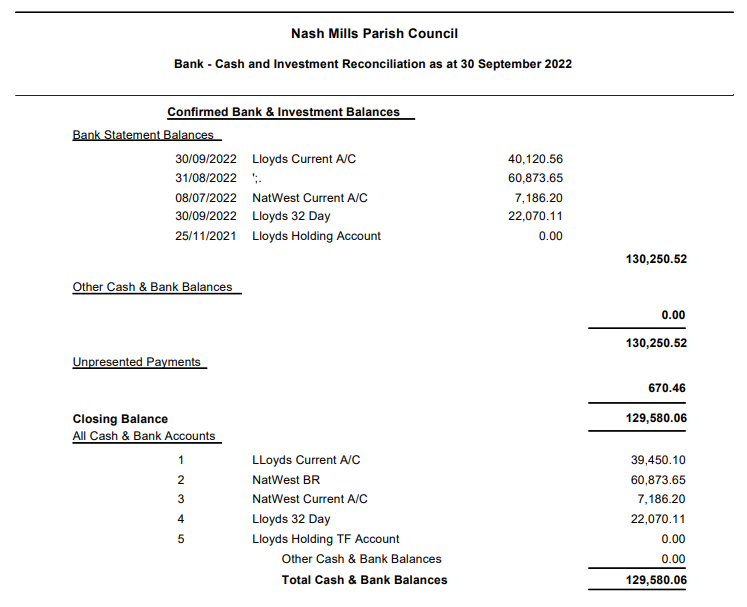 Nash Mills Parish Council
Bank - Cash and Investment Reconciliation as at 30 September 2022
Confirmed Bank & Investment Balances
Bank Statement Balances
30/09/2022 Lloyds Current A/C 40,120.56
31/08/2022 ';. 60,873.65
08/07/2022 NatWest Current A/C 7,186.20
30/09/2022 Lloyds 32 Day 22,070.11
25/11/2021 Lloyds Holding Account 0.00
130,250.52
Other Cash & Bank Balances
0.00
130,250.52
Unpresented Payments
670.46
Closing Balance 129,580.06
All Cash & Bank Accounts
1 LLoyds Current A/C 39,450.10
2 NatWest BR 60,873.65
3 NatWest Current A/C 7,186.20
4 Lloyds 32 Day 22,070.11
5 Lloyds Holding TF Account 0.00
Other Cash & Bank Balances 0.00
Total Cash & Bank Balances 129,580.06